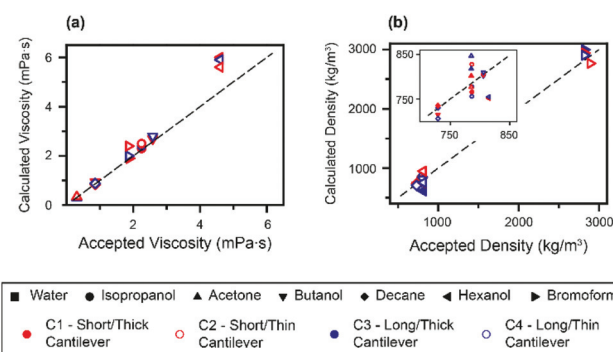 (a)
Calculated Viscosity (mPa·s)
6
4
2
0
2
4
6
Accepted Viscosity (mPa·s)
(b)
Calculated Density (kg/m³)
3000
2000
1000
850
750
750
850
1000
2000
3000
Accepted Density (kg/m³)
Water
Isopropanol
Acetone
Butanol
Decane
Hexanol
Bromoform
C1 - Short/Thick
Cantilever
C2 - Short/Thin
Cantilever
C3 - Long/Thick
Cantilever
C4 - Long/Thin
Cantilever